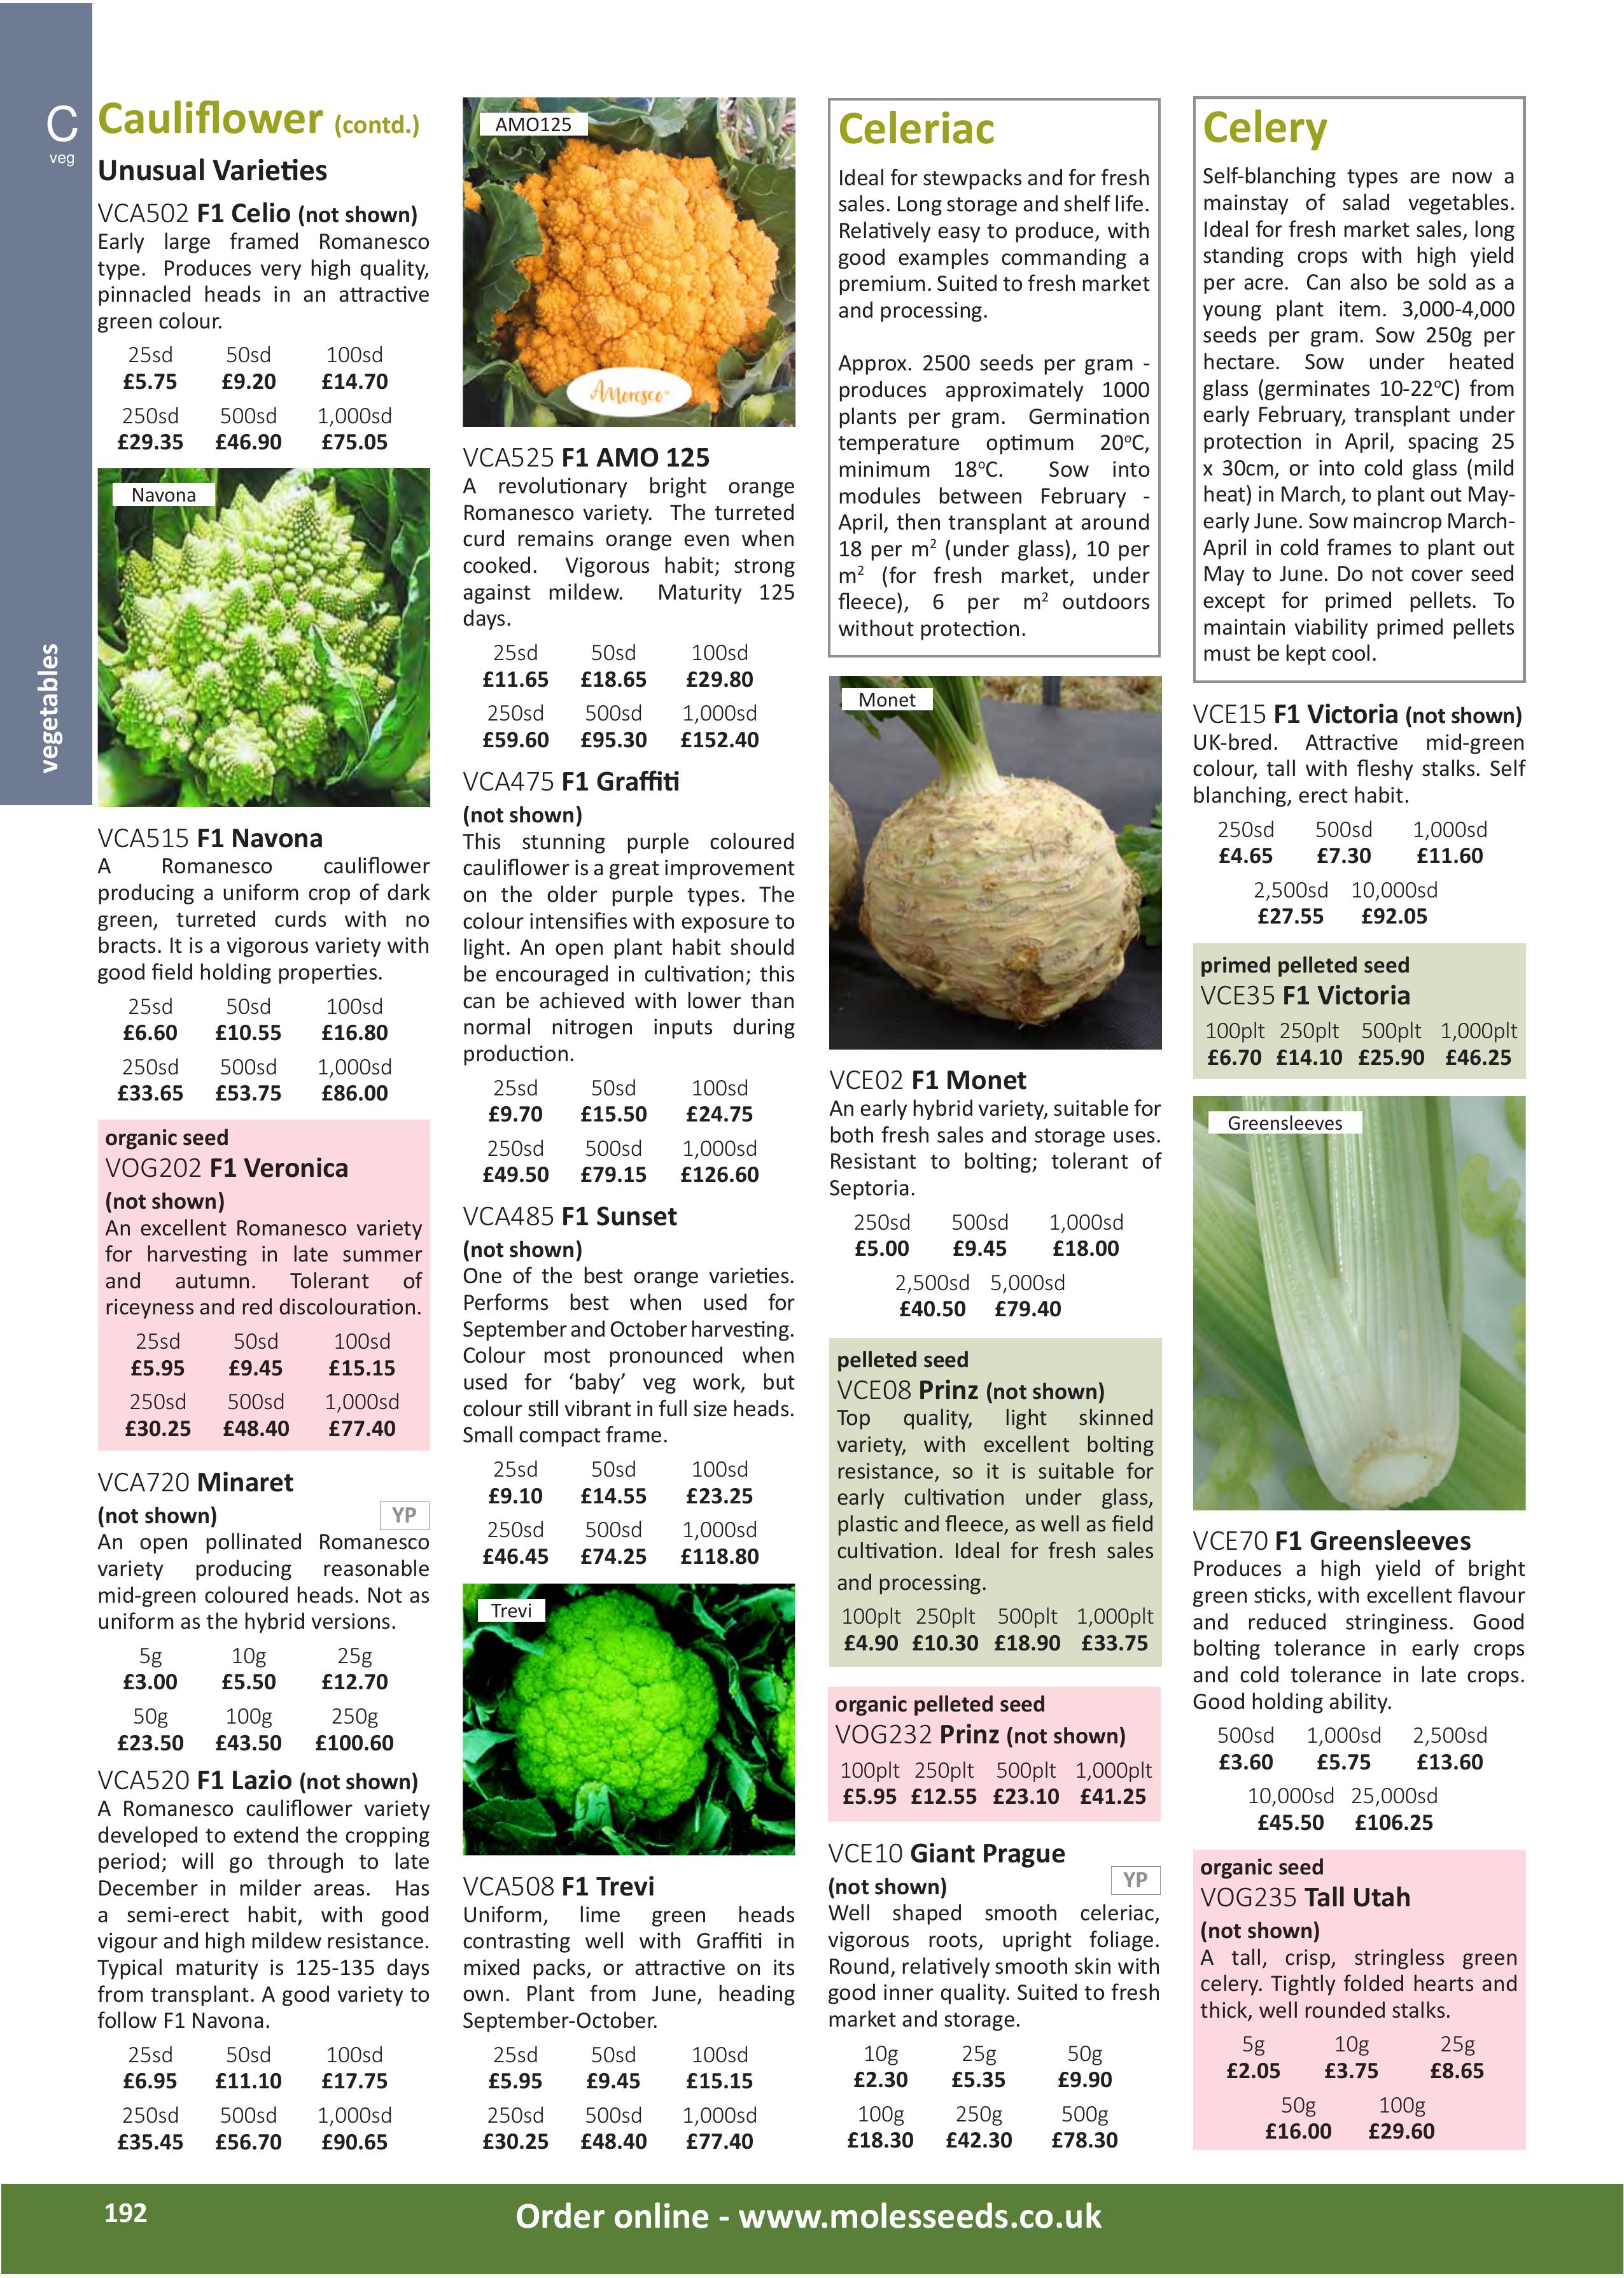 C
veg
vegetables
Cauliflower (contd.)
Unusual Varieties
VCA502 F1 Celio (not shown)
Early large framed Romanesco
type. Produces very high quality,
pinnacled heads in an attractive
green colour.
25sd 50sd 100sd
£5.75 £9.20 £14.70
250sd 500sd 1,000sd
£29.35 £46.90 £75.05
Navona
VCA515 F1 Navona
A Romanesco cauliflower
producing a uniform crop of dark
green, turreted curds with no
bracts. It is a vigorous variety with
good field holding properties.
25sd 50sd 100sd
£6.60 £10.55 £16.80
250sd 500sd 1,000sd
£33.65 £53.75 £86.00
organic seed
VOG202 F1 Veronica
(not shown)
An excellent Romanesco variety
for harvesting in late summer
and autumn. Tolerant of
riceyness and red discolouration.
25sd 50sd 100sd
£5.95 £9.45 £15.15
250sd 500sd 1,000sd
£30.25 £48.40 £77.40
VCA720 Minaret
(not shown) YP
An open pollinated Romanesco
variety producing reasonable
mid-green coloured heads. Not as
uniform as the hybrid versions.
5g 10g 25g
£3.00 £5.50 £12.70
50g 100g 250g
£23.50 £43.50 £100.60
VCA520 F1 Lazio (not shown)
A Romanesco cauliflower variety
developed to extend the cropping
period; will go through to late
December in milder areas. Has
a semi-erect habit, with good
vigour and high mildew resistance.
Typical maturity is 125-135 days
from transplant. A good variety to
follow F1 Navona.
25sd 50sd 100sd
£6.95 £11.10 £17.75
250sd 500sd 1,000sd
£35.45 £56.70 £90.65
AMO125
Amoresco®
VCA525 F1 AMO 125
A revolutionary bright orange
Romanesco variety. The turreted
curd remains orange even when
cooked. Vigorous habit; strong
against mildew. Maturity 125
days.
25sd 50sd 100sd
£11.65 £18.65 £29.80
250sd 500sd 1,000sd
£59.60 £95.30 £152.40
VCA475 F1 Graffiti
(not shown)
This stunning purple coloured
cauliflower is a great improvement
on the older purple types. The
colour intensifies with exposure to
light. An open plant habit should
be encouraged in cultivation; this
can be achieved with lower than
normal nitrogen inputs during
production.
25sd 50sd 100sd
£9.70 £15.50 £24.75
250sd 500sd 1,000sd
£49.50 £79.15 £126.60
VCA485 F1 Sunset
(not shown)
One of the best orange varieties.
Performs best when used for
September and October harvesting.
Colour most pronounced when
used for ‘baby’ veg work, but
colour still vibrant in full size heads.
Small compact frame.
25sd 50sd 100sd
£9.10 £14.55 £23.25
250sd 500sd 1,000sd
£46.45 £74.25 £118.80
Trevi
VCA508 F1 Trevi
Uniform, lime green heads
contrasting well with Graffiti in
mixed packs, or attractive on its
own. Plant from June, heading
September-October.
25sd 50sd 100sd
£5.95 £9.45 £15.15
250sd 500sd 1,000sd
£30.25 £48.40 £77.40
Celeriac
Ideal for stewpacks and for fresh
sales. Long storage and shelf life.
Relatively easy to produce, with
good examples commanding a
premium. Suited to fresh market
and processing.
Approx. 2500 seeds per gram -
produces approximately 1000
plants per gram. Germination
temperature optimum 20ºC,
minimum 18ºC. Sow into
modules between February -
April, then transplant at around
18 per m² (under glass), 10 per
m² (for fresh market, under
fleece), 6 per m² outdoors
without protection.
Monet
VCE02 F1 Monet
An early hybrid variety, suitable for
both fresh sales and storage uses.
Resistant to bolting; tolerant of
Septoria.
250sd 500sd 1,000sd
£5.00 £9.45 £18.00
2,500sd 5,000sd
£40.50 £79.40
pelleted seed
VCE08 Prinz (not shown)
Top quality, light skinned
variety, with excellent bolting
resistance, so it is suitable for
early cultivation under glass,
plastic and fleece, as well as field
cultivation. Ideal for fresh sales
and processing.
100plt 250plt 500plt 1,000plt
£4.90 £10.30 £18.90 £33.75
organic pelleted seed
VOG232 Prinz (not shown)
100plt 250plt 500plt 1,000plt
£5.95 £12.55 £23.10 £41.25
VCE10 Giant Prague
(not shown) YP
Well shaped smooth celeriac,
vigorous roots, upright foliage.
Round, relatively smooth skin with
good inner quality. Suited to fresh
market and storage.
10g 25g 50g
£2.30 £5.35 £9.90
100g 250g 500g
£18.30 £42.30 £78.30
Celery
Self-blanching types are now a
mainstay of salad vegetables.
Ideal for fresh market sales, long
standing crops with high yield
per acre. Can also be sold as a
young plant item. 3,000-4,000
seeds per gram. Sow 250g per
hectare. Sow under heated
glass (germinates 10-22ºC) from
early February, transplant under
protection in April, spacing 25
x 30cm, or into cold glass (mild
heat) in March, to plant out May-
early June. Sow maincrop March-
April in cold frames to plant out
May to June. Do not cover seed
except for primed pellets. To
maintain viability primed pellets
must be kept cool.
VCE15 F1 Victoria (not shown)
UK-bred. Attractive mid-green
colour, tall with fleshy stalks. Self
blanching, erect habit.
250sd 500sd 1,000sd
£4.65 £7.30 £11.60
2,500sd 10,000sd
£27.55 £92.05
primed pelleted seed
VCE35 F1 Victoria
100plt 250plt 500plt 1,000plt
£6.70 £14.10 £25.90 £46.25
Greensleeves
VCE70 F1 Greensleeves
Produces a high yield of bright
green sticks, with excellent flavour
and reduced stringiness. Good
bolting tolerance in early crops
and cold tolerance in late crops.
Good holding ability.
500sd 1,000sd 2,500sd
£3.60 £5.75 £13.60
10,000sd 25,000sd
£45.50 £106.25
organic seed
VOG235 Tall Utah
(not shown)
A tall, crisp, stringless green
celery. Tightly folded hearts and
thick, well rounded stalks.
5g 10g 25g
£2.05 £3.75 £8.65
50g 100g
£16.00 £29.60
192
Order online - www.molesseeds.co.uk